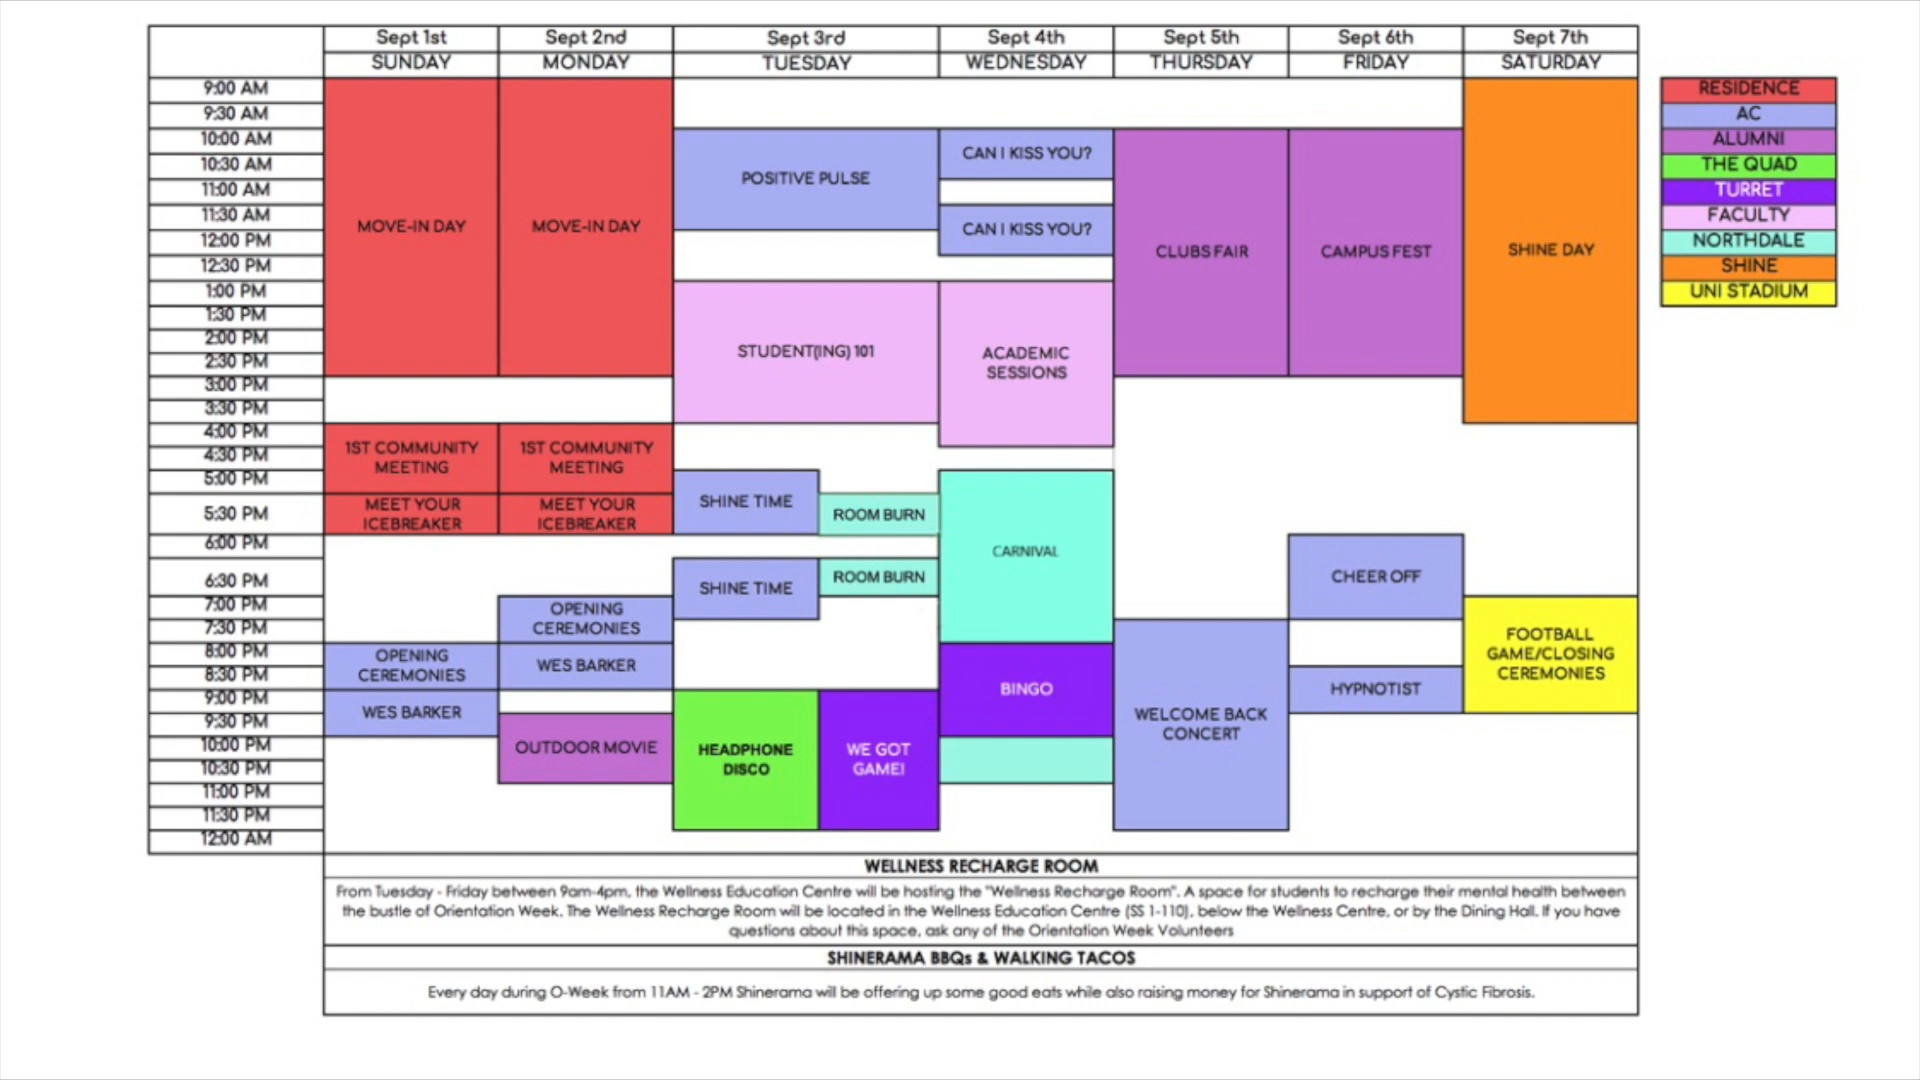 Sept 1st Sept 2nd Sept 3rd Sept 4th Sept 5th Sept 6th Sept 7th
SUNDAY MONDAY TUESDAY WEDNESDAY THURSDAY FRIDAY SATURDAY
9:00 AM
9:30 AM
10:00 AM
10:30 AM
11:00 AM
11:30 AM
12:00 PM
12:30 PM
1:00 PM
1:30 PM
2:00 PM
2:30 PM
3:00 PM
3:30 PM
4:00 PM
4:30 PM
5:00 PM
5:30 PM
6:00 PM
6:30 PM
7:00 PM
7:30 PM
8:00 PM
8:30 PM
9:00 PM
9:30 PM
10:00 PM
10:30 PM
11:00 PM
11:30 PM
12:00 AM
MOVE-IN DAY
1ST COMMUNITY
MEETING
MEET YOUR
ICEBREAKER
OPENING
CEREMONIES
WES BARKER
MOVE-IN DAY
1ST COMMUNITY
MEETING
MEET YOUR
ICEBREAKER
OPENING
CEREMONIES
WES BARKER
OUTDOOR MOVIE
POSITIVE PULSE
STUDENT(ING) 101
SHINE TIME
ROOM BURN
SHINE TIME
ROOM BURN
HEADPHONE
DISCO
WE GOT
GAME!
CAN I KISS YOU?
CAN I KISS YOU?
ACADEMIC
SESSIONS
CARNIVAL
BINGO
CLUBS FAIR
WELCOME BACK
CONCERT
CAMPUS FEST
CHEER OFF
HYPNOTIST
SHINE DAY
FOOTBALL
GAME/CLOSING
CEREMONIES
RESIDENCE
AC
ALUMNI
THE QUAD
TURRET
FACULTY
NORTHDALE
SHINE
UNI STADIUM
WELLNESS RECHARGE ROOM
From Tuesday - Friday between 9am-4pm, the Wellness Education Centre will be hosting the "Wellness Recharge Room". A space for students to recharge their mental health between
the bustle of Orientation Week. The Wellness Recharge Room will be located in the Wellness Education Centre (SS 1-110), below the Wellness Centre, or by the Dining Hall. If you have
questions about this space, ask any of the Orientation Week Volunteers
SHINERAMA BBQs & WALKING TACOS
Every day during O-Week from 11AM - 2PM Shinerama will be offering up some good eats while also raising money for Shinerama in support of Cystic Fibrosis.